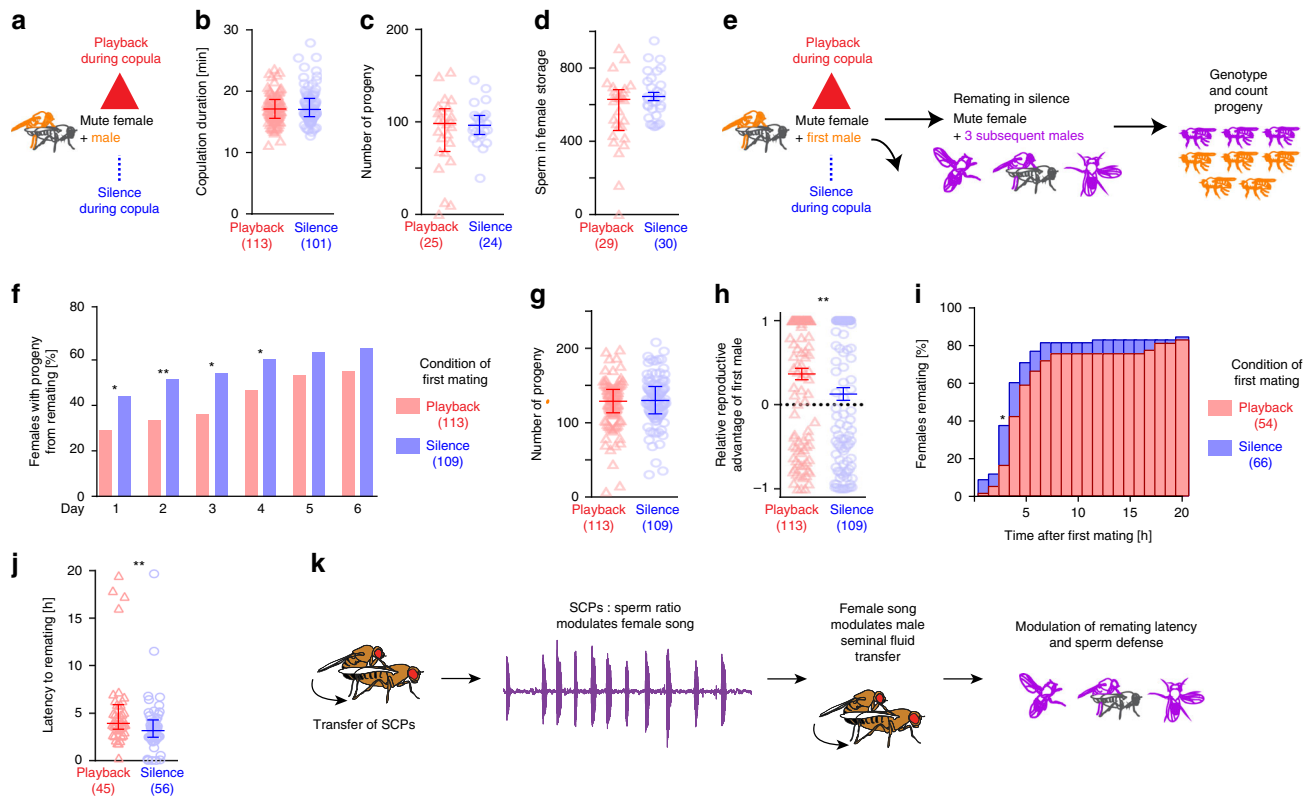 a
Playback
during copula
Mute female
+ male
Silence
during copula
b
Copulation duration [min]
30
20
10
0
Playback
(113)
Silence
(101)
c
Number of progeny
200
100
0
Playback
(25)
Silence
(24)
d
Sperm in female storage
800
600
400
200
0
Playback
(29)
Silence
(30)
e
Playback
during copula
Mute female
+ first male
Silence
during copula
Remating in silence
Mute female
+ 3 subsequent males
Genotype
and count
progeny
f
Females with progeny
from remating [%]
80
60
40
20
0
*
**
*
*
Day
1
2
3
4
5
6
Condition of
first mating
Playback
(113)
Silence
(109)
g
Number of progeny
200
100
0
Playback
(113)
Silence
(109)
h
**
Relative reproductive
advantage of first male
1
0
−1
Playback
(113)
Silence
(109)
i
Females remating [%]
100
80
60
40
20
0
*
5
10
15
20
Time after first mating [h]
Condition of
first mating
Playback
(54)
Silence
(66)
j
**
Latency to remating [h]
20
15
10
5
0
Playback
(45)
Silence
(56)
k
Transfer of SCPs
SCPs : sperm ratio
modulates female song
Female song
modulates male
seminal fluid
transfer
Modulation of remating latency
and sperm defense